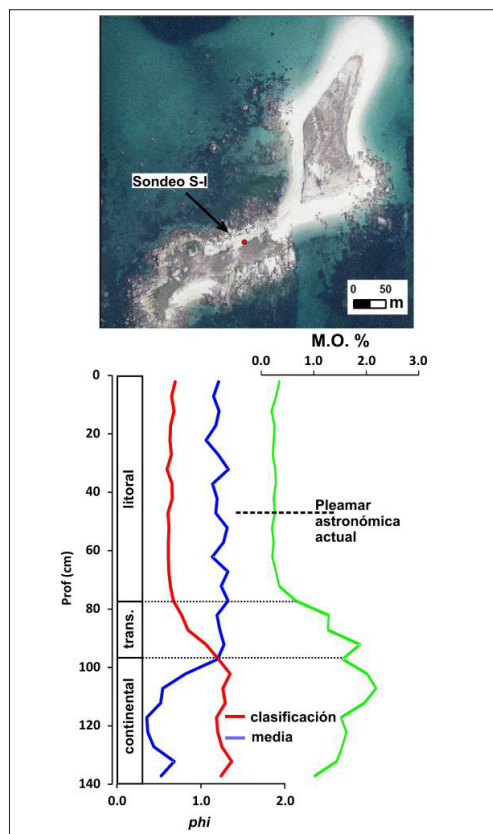 Sondeo S-I
0 50
m
M.O. %
0.0 1.0 2.0 3.0
0
20
40
60
80
100
120
140
Prof (cm)
litoral
trans.
continental
Pleamar
astronómica
actual
clasificación
media
0.0 1.0 2.0
phi